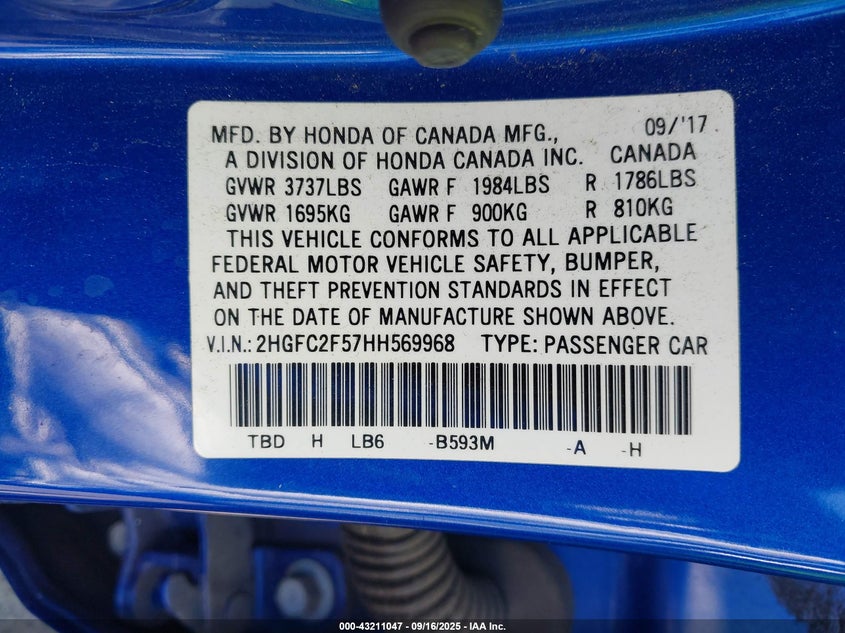 MFD. BY HONDA OF CANADA MFG., 09/'17
A DIVISION OF HONDA CANADA INC. CANADA
GVWR 3737LBS GAWR F 1984LBS R 1786LBS
GVWR 1695KG GAWR F 900KG R 810KG
THIS VEHICLE CONFORMS TO ALL APPLICABLE
FEDERAL MOTOR VEHICLE SAFETY, BUMPER,
AND THEFT PREVENTION STANDARDS IN EFFECT
ON THE DATE OF MANUFACTURE SHOWN ABOVE.
V.I.N.: 2HGFC2F57HH569968 TYPE: PASSENGER CAR
TBD H LB6 -B593M -A -H
000-43211047 - 09/16/2025 - IAA Inc.